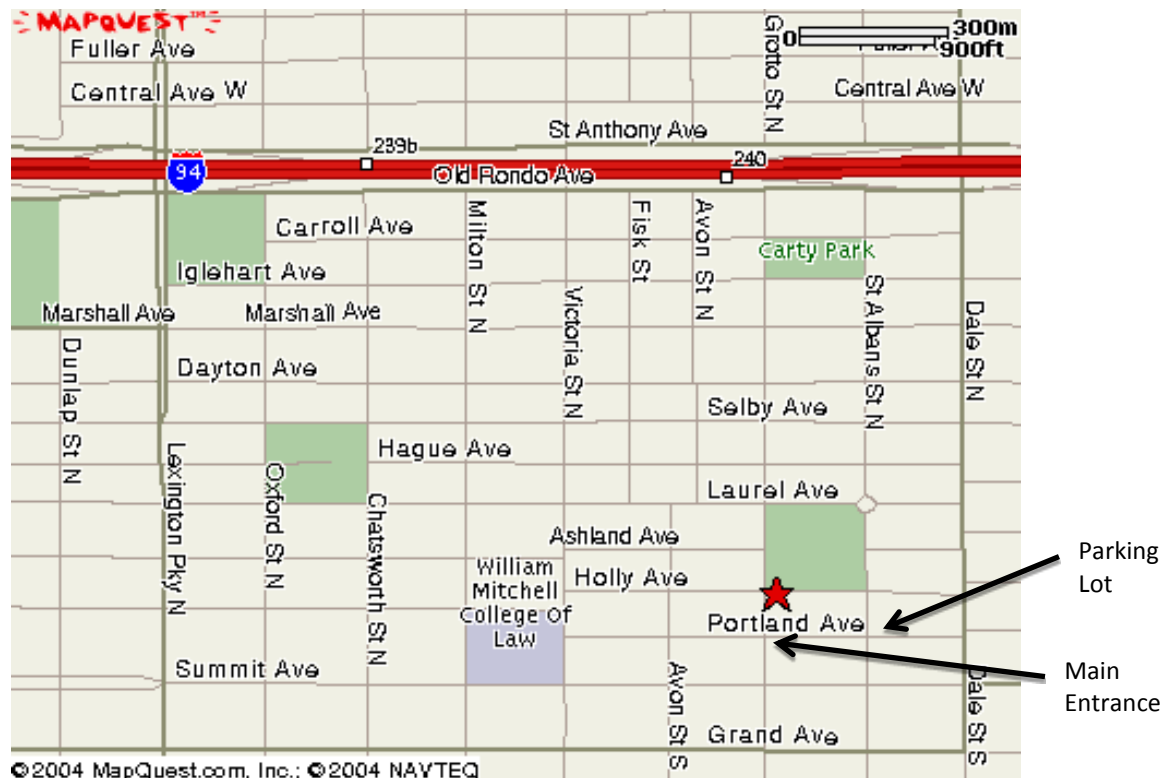 MAPQUEST™
Fuller Ave
Central Ave W
Grotto St N
0
300m
900ft
Fuller Ave
Central Ave W
St Anthony Ave
239b
240
94
Old Rondo Ave
Carroll Ave
Iglehart Ave
Marshall Ave
Marshall Ave
Dayton Ave
Milton St N
Victoria St N
Fisk St
Avon St N
Carty Park
St Albans St N
Dale St N
Dunlap St N
Selby Ave
Hague Ave
Lexington Pky N
Oxford St N
Chatsworth St N
Laurel Ave
Ashland Ave
Holly Ave
William
Mitchell
College Of
Law
Portland Ave
Parking
Lot
Main
Entrance
Summit Ave
Avon St S
Grand Ave
Dale St S
©2004 MapQuest.com, Inc.; ©2004 NAVTEQ